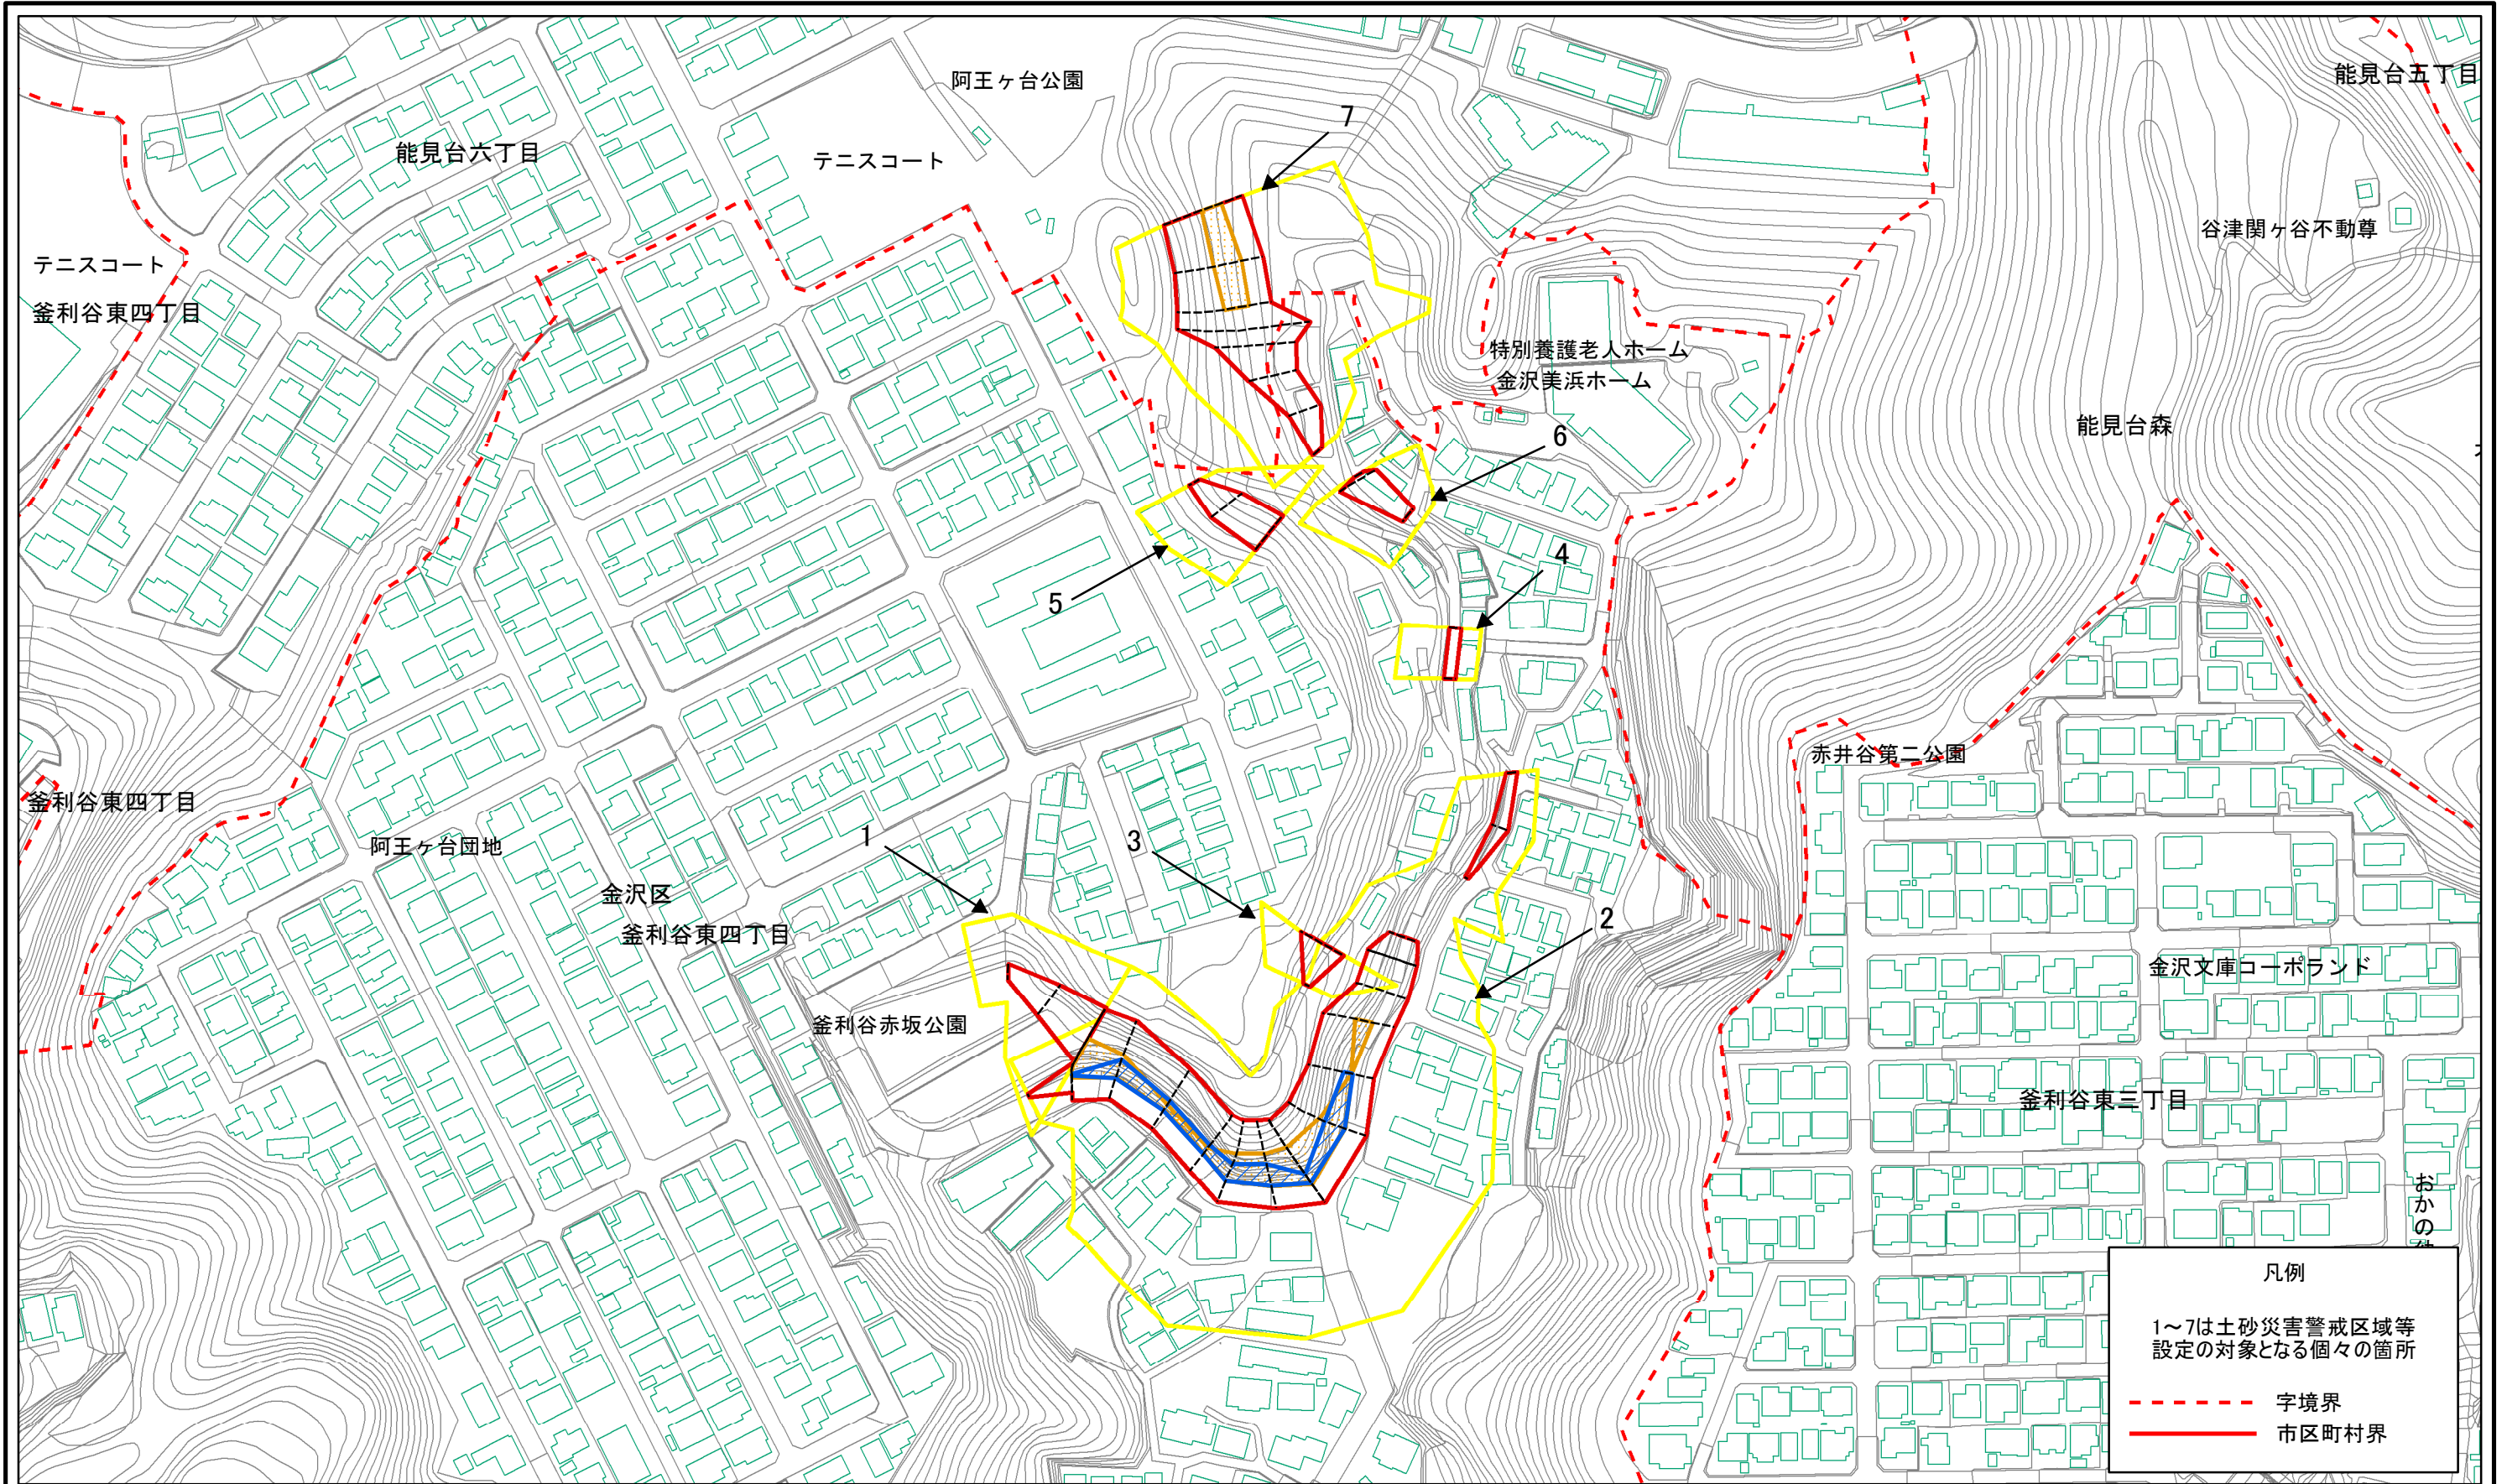 阿王ヶ台公園
能見台五丁目
7
能見台六丁目
テニスコート
谷津関ヶ谷不動尊
テニスコート
釜利谷東四丁目
特別養護老人ホーム
金沢美浜ホーム
能見台森
6
4
5
赤井谷第二公園
釜利谷東四丁目
阿王ヶ台団地
1
3
金沢区
釜利谷東四丁目
2
金沢文庫コーポランド
釜利谷赤坂公園
釜利谷東三丁目
おかの
凡例
1～7は土砂災害警戒区域等
設定の対象となる個々の箇所
字境界
市区町村界